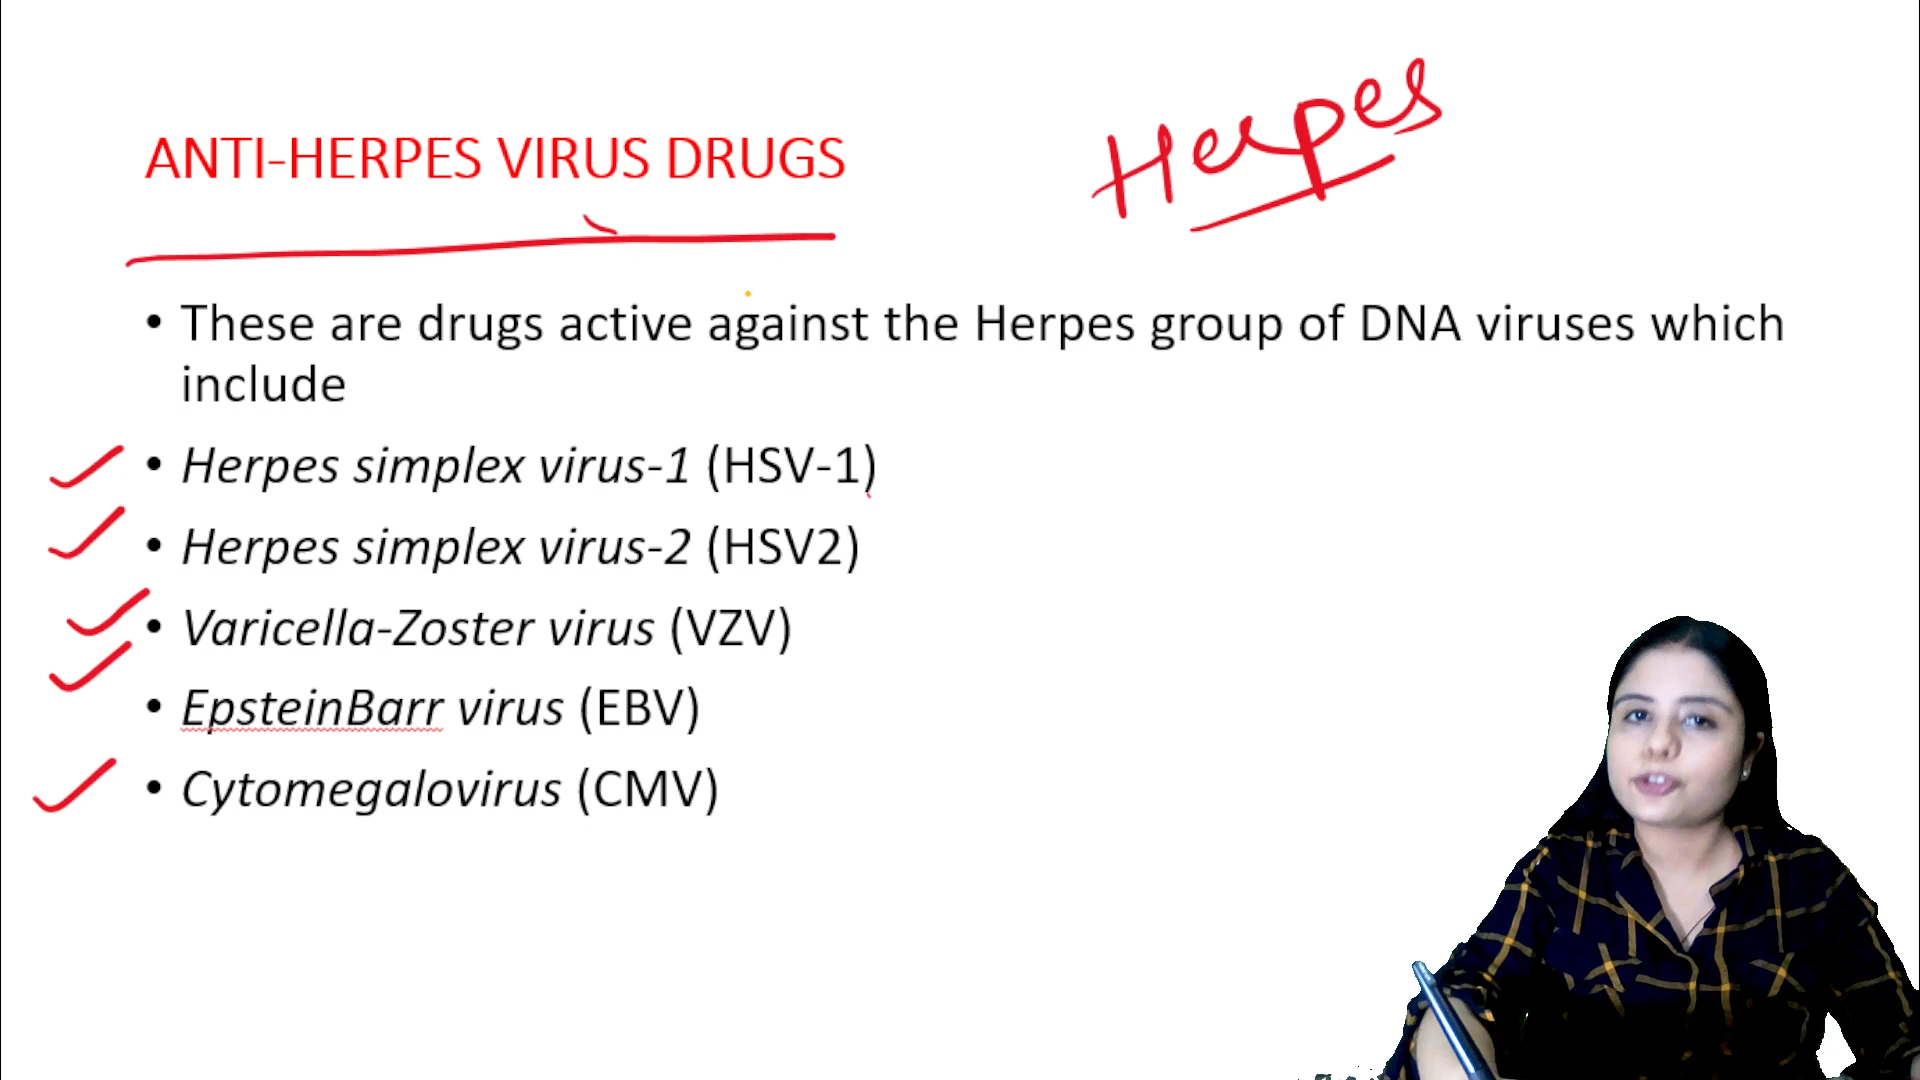 ANTI-HERPES VIRUS DRUGS
Herpes
• These are drugs active against the Herpes group of DNA viruses which
include
• Herpes simplex virus-1 (HSV-1)
• Herpes simplex virus-2 (HSV2)
• Varicella-Zoster virus (VZV)
• EpsteinBarr virus (EBV)
• Cytomegalovirus (CMV)